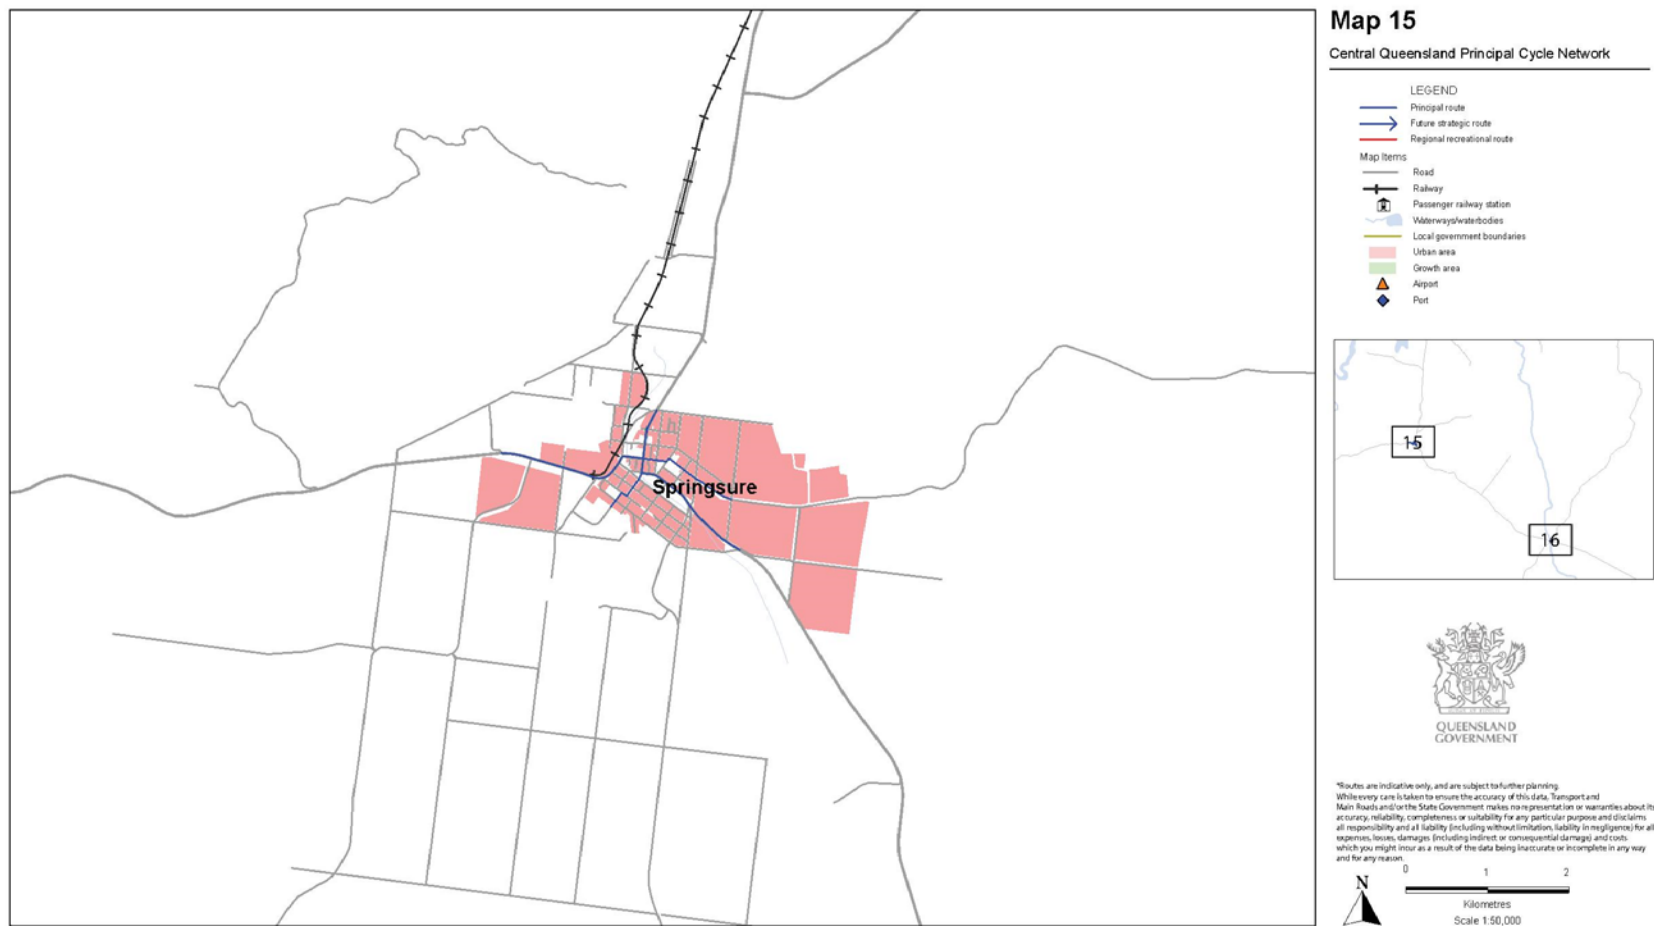 Map 15
Central Queensland Principal Cycle Network
LEGEND
Principal route
Future strategic route
Regional recreational route
Map Items
Road
Railway
Passenger railway station
Waterways/waterbodies
Local government boundaries
Urban area
Growth area
Airport
Port
Springsure
15
16
QUEENSLAND
GOVERNMENT
*Routes are indicative only, and are subject to further planning.
While every care is taken to ensure the accuracy of this data, Transport and
Main Roads and/or the State Government makes no representation or warranties about its
accuracy, reliability, completeness or suitability for any particular purpose and disclaims
all responsibility and all liability (including without limitation, liability in negligence) for all
expenses, losses, damages (including indirect or consequential damage) and costs
which you might incur as a result of the data being inaccurate or incomplete in any way
and for any reason.
N
0 1 2
Kilometres
Scale 1:50,000